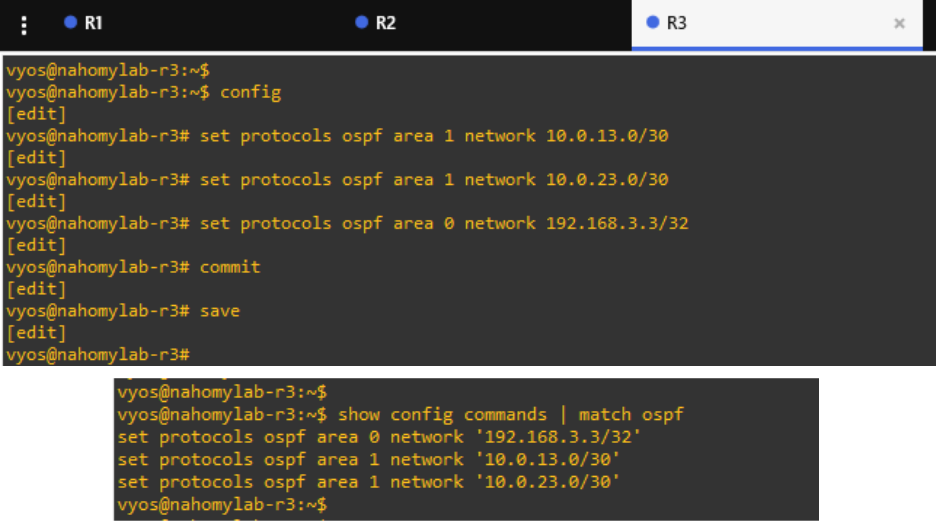 R1
R2
R3
vyos@nahomylab-r3:~$
vyos@nahomylab-r3:~$ config
[edit]
vyos@nahomylab-r3# set protocols ospf area 1 network 10.0.13.0/30
[edit]
vyos@nahomylab-r3# set protocols ospf area 1 network 10.0.23.0/30
[edit]
vyos@nahomylab-r3# set protocols ospf area 0 network 192.168.3.3/32
[edit]
vyos@nahomylab-r3# commit
[edit]
vyos@nahomylab-r3# save
[edit]
vyos@nahomylab-r3#
vyos@nahomylab-r3:~$
vyos@nahomylab-r3:~$ show config commands | match ospf
set protocols ospf area 0 network '192.168.3.3/32'
set protocols ospf area 1 network '10.0.13.0/30'
set protocols ospf area 1 network '10.0.23.0/30'
vyos@nahomylab-r3:~$